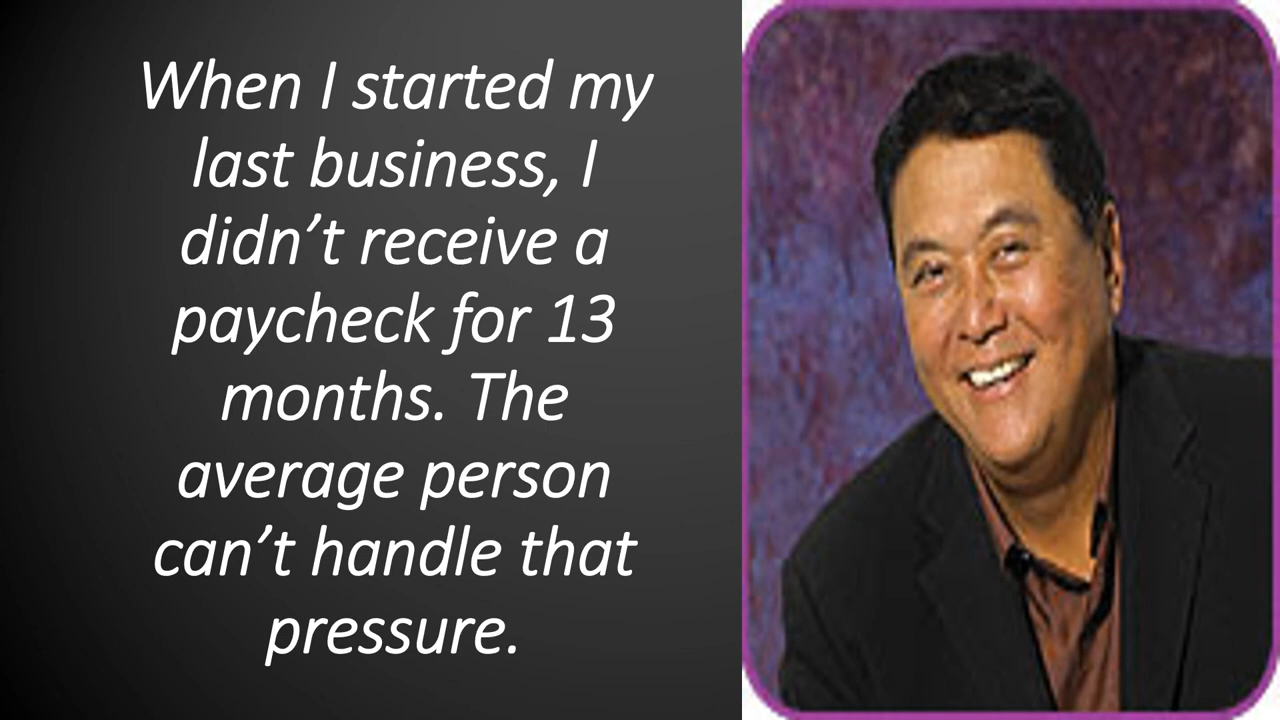 When I started my
last business, I
didn’t receive a
paycheck for 13
months. The
average person
can’t handle that
pressure.